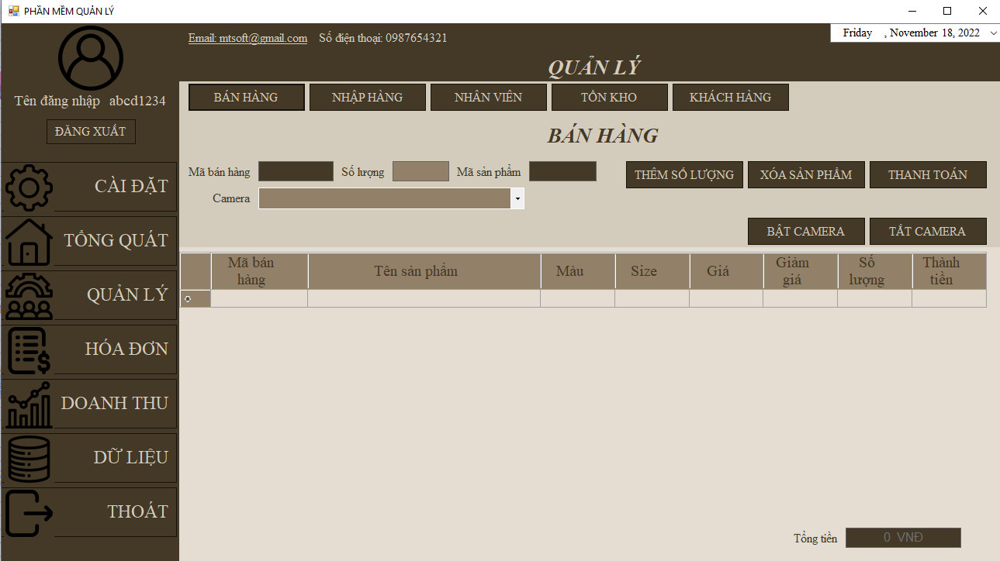 PHẦN MỀM QUẢN LÝ
Email: mtsoft@gmail.com Số điện thoại: 0987654321
Friday , November 18, 2022
QUẢN LÝ
Tên đăng nhập abcd1234
ĐĂNG XUẤT
CÀI ĐẶT
TỔNG QUÁT
QUẢN LÝ
HÓA ĐƠN
DOANH THU
DỮ LIỆU
THOÁT
BÁN HÀNG NHẬP HÀNG NHÂN VIÊN TỒN KHO KHÁCH HÀNG
BÁN HÀNG
Mã bán hàng Số lượng Mã sản phẩm THÊM SỐ LƯỢNG XÓA SẢN PHẨM THANH TOÁN
Camera
BẬT CAMERA TẮT CAMERA
Mã bán hàng Tên sản phẩm Màu Size Giá Giảm giá Số lượng Thành tiền
Tổng tiền 0 VNĐ